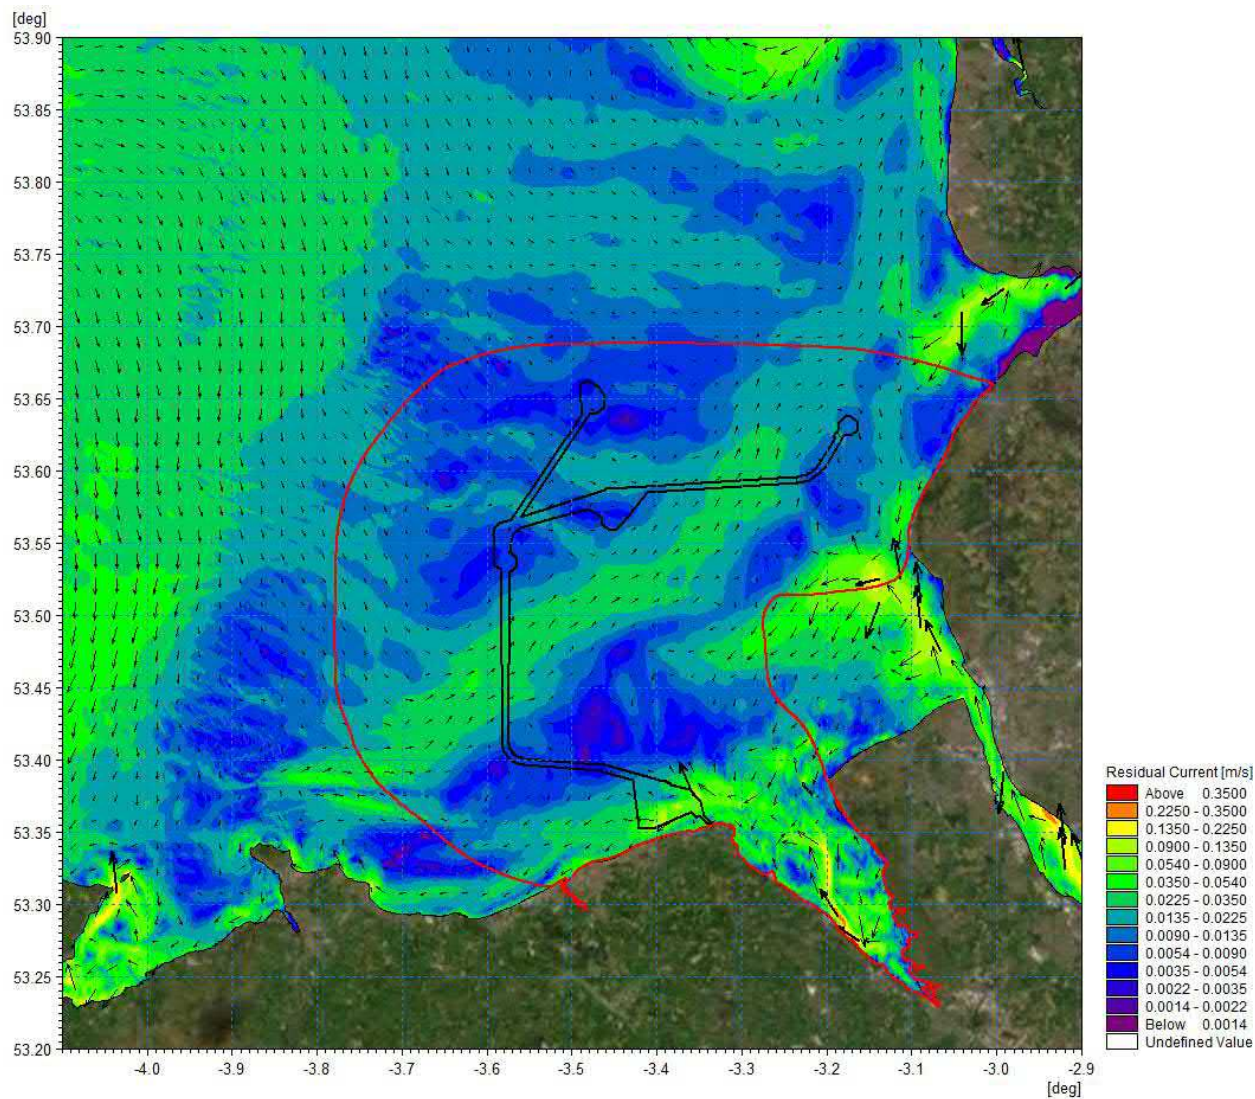 [deg]
53.90
53.85
53.80
53.75
53.70
53.65
53.60
53.55
53.50
53.45
53.40
53.35
53.30
53.25
53.20
-4.0 -3.9 -3.8 -3.7 -3.6 -3.5 -3.4 -3.3 -3.2 -3.1 -3.0 -2.9
[deg]
Residual Current [m/s]
Above 0.3500
0.2250 - 0.3500
0.1350 - 0.2250
0.0900 - 0.1350
0.0540 - 0.0900
0.0350 - 0.0540
0.0225 - 0.0350
0.0135 - 0.0225
0.0090 - 0.0135
0.0054 - 0.0090
0.0035 - 0.0054
0.0022 - 0.0035
0.0014 - 0.0022
Below 0.0014
Undefined Value